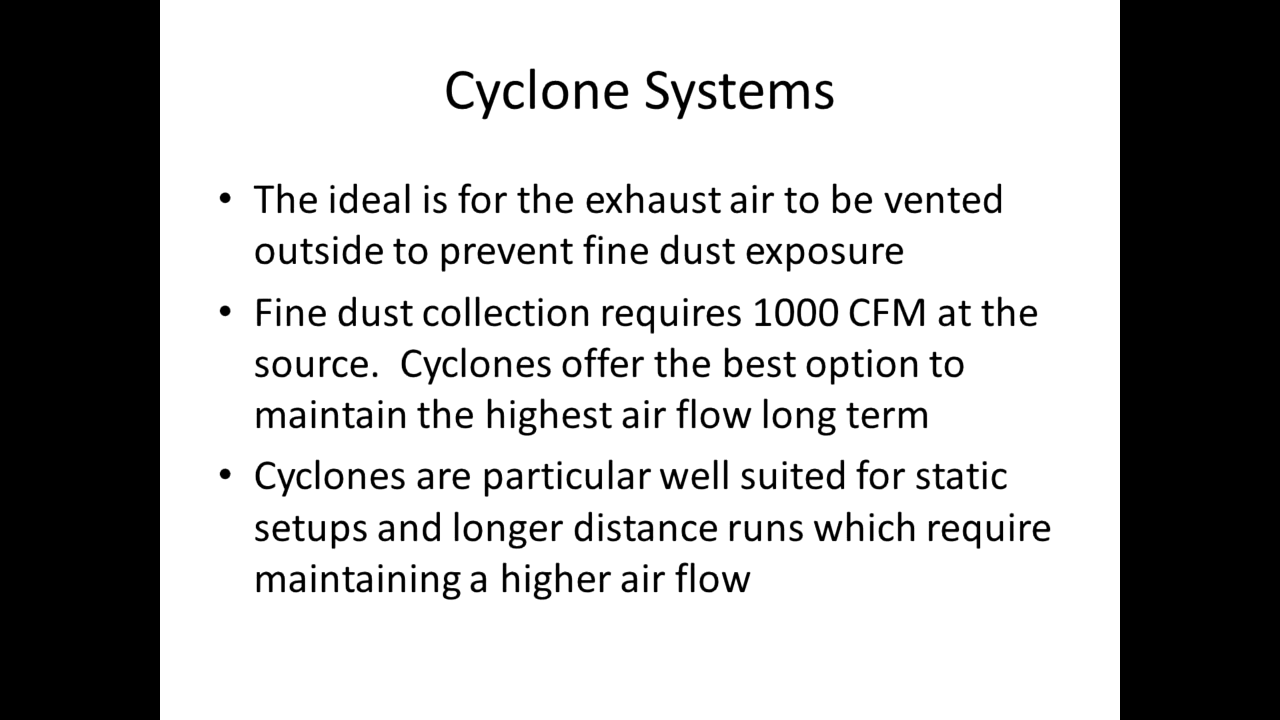 Cyclone Systems
• The ideal is for the exhaust air to be vented
outside to prevent fine dust exposure
• Fine dust collection requires 1000 CFM at the
source.  Cyclones offer the best option to
maintain the highest air flow long term
• Cyclones are particular well suited for static
setups and longer distance runs which require
maintaining a higher air flow